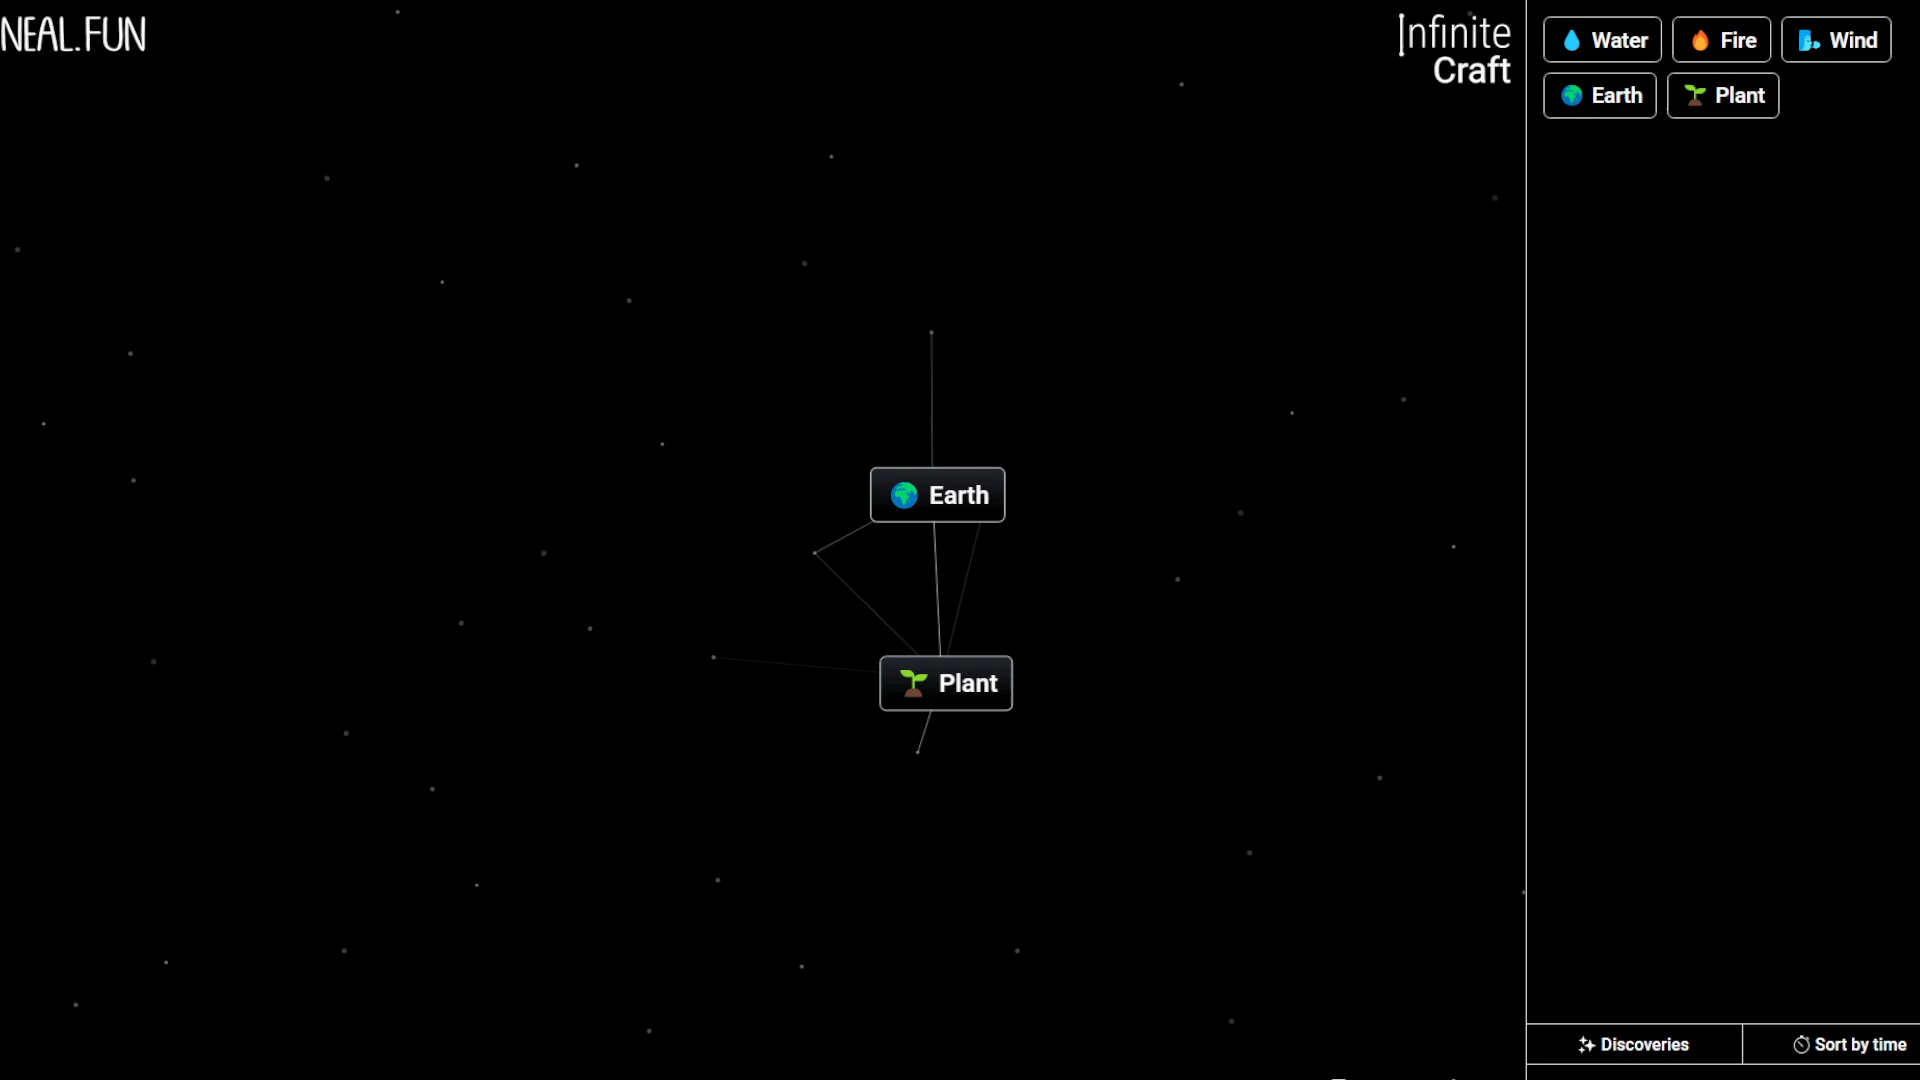 NEAL.FUN
Infinite
Craft
Water
Fire
Wind
Earth
Plant
Earth
Plant
Discoveries
Sort by time